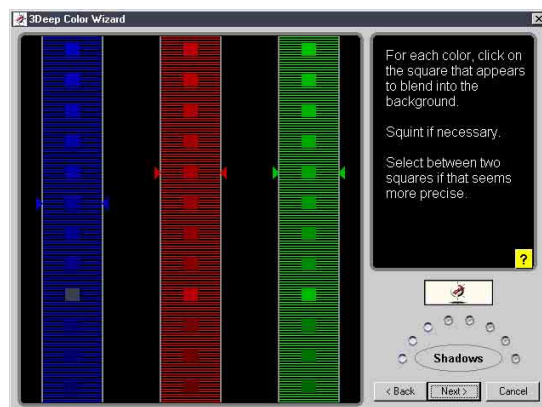 3Deep Color Wizard
For each color, click on
the square that appears
to blend into the
background.
Squint if necessary.
Select between two
squares if that seems
more precise.
?
Shadows
< Back
Next >
Cancel